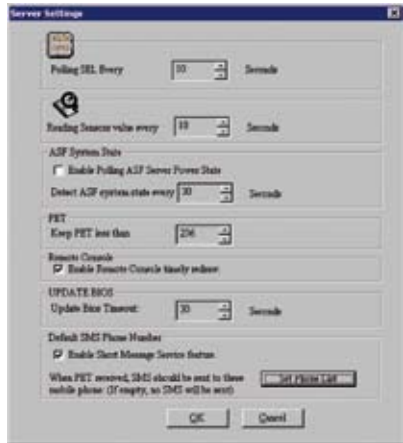 Server Settings
Polling SEL Every 10 Seconds
Reading Sensors value every 10 Seconds
ASF System State
Enable Polling ASF Server Power State
Detect ASF system state every 30 Seconds
PET
Keep PET less than 256
Remote Console
Enable Remote Console timely redraw.
UPDATE BIOS
Update Bios Timeout: 30 Seconds
Default SMS Phone Number
Enable Short Message Service feature.
When PET received, SMS should be sent to these Set Phone List
mobile phone: (If empty, no SMS will be sent)
OK Cancel